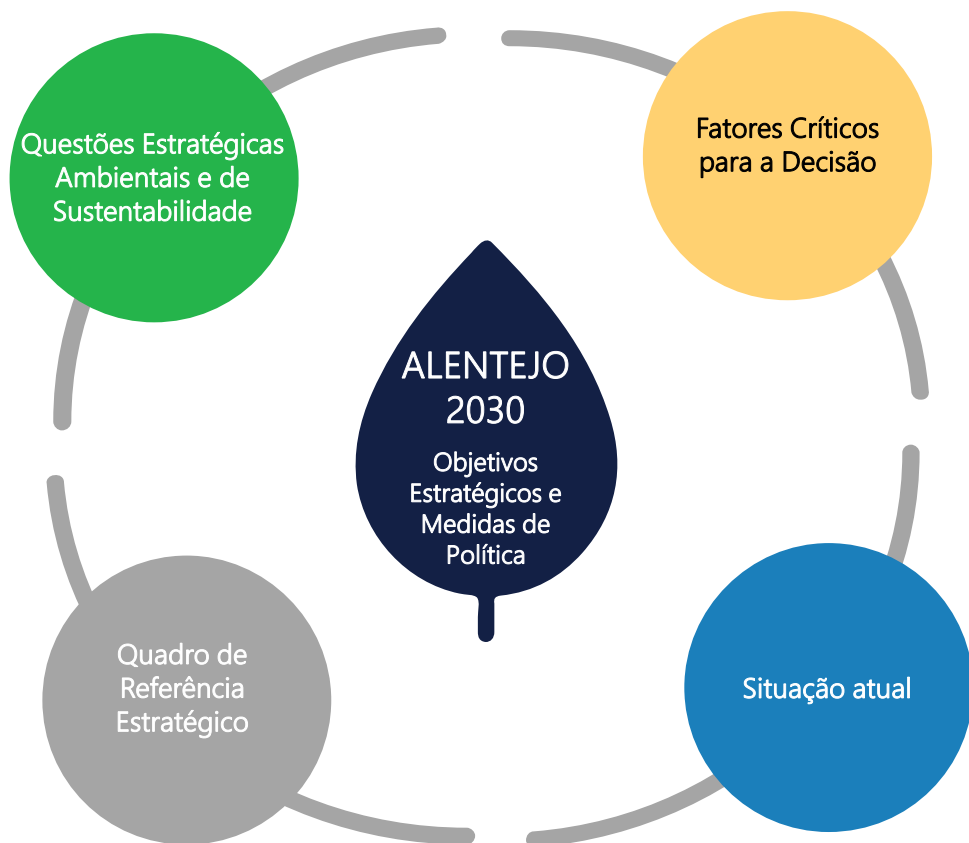 Questões Estratégicas
Ambientais e de
Sustentabilidade
Fatores Críticos
para a Decisão
ALENTEJO
2030
Objetivos
Estratégicos e
Medidas de
Política
Quadro de
Referência
Estratégico
Situação atual